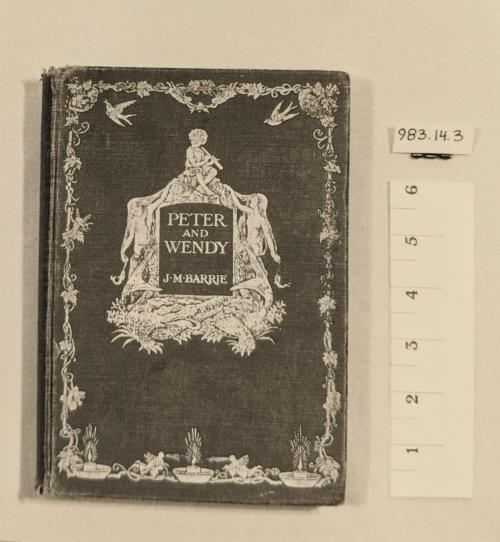 PETER
AND
WENDY
J·M·BARRIE
983.14.3
6
5
4
3
2
1